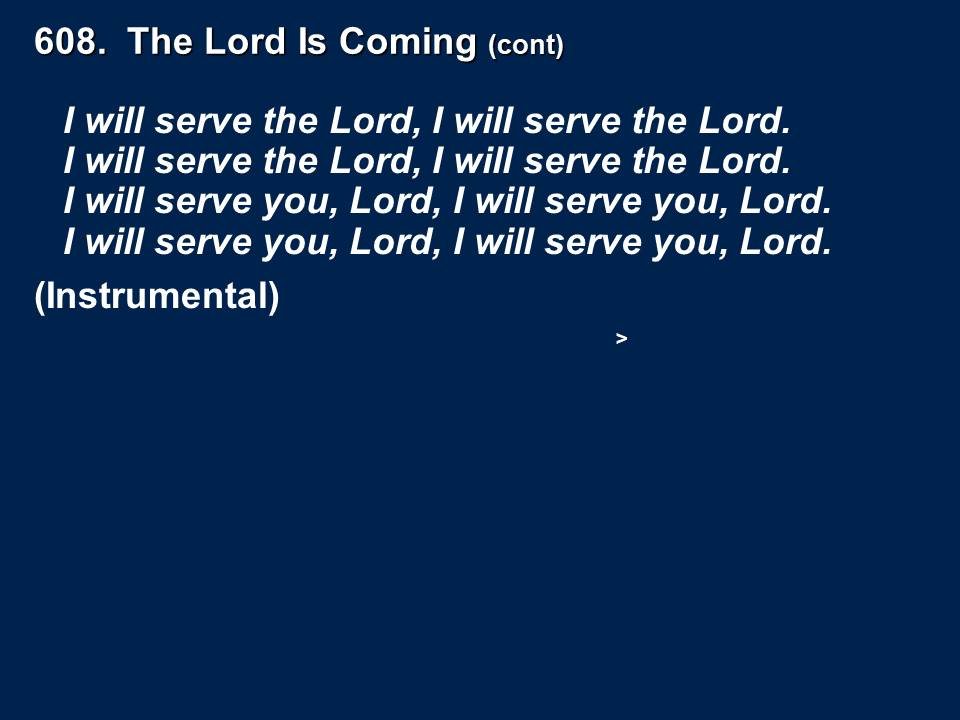 608. The Lord Is Coming (cont)
I will serve the Lord, I will serve the Lord.
I will serve the Lord, I will serve the Lord.
I will serve you, Lord, I will serve you, Lord.
I will serve you, Lord, I will serve you, Lord.
(Instrumental)
>